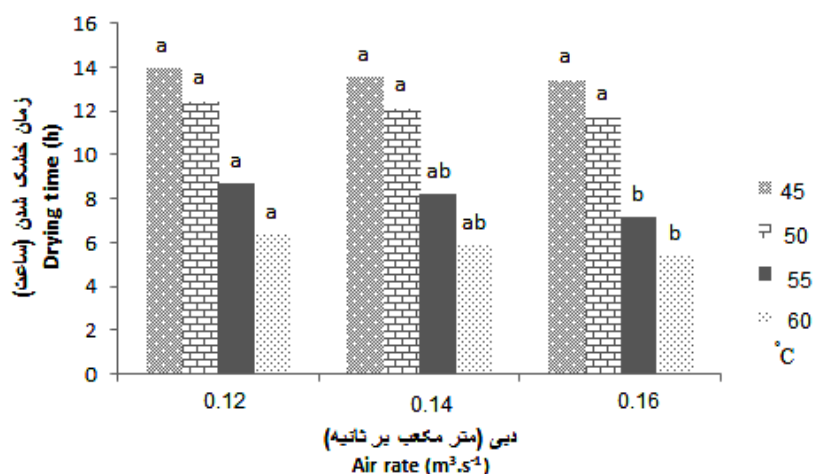 زمان خشک شدن (ساعت)
Drying time (h)
16
14
12
10
8
6
4
2
0
a
a
a
a
a
a
ab
ab
a
a
b
b
0.12
0.14
0.16
دبی (متر مکعب بر ثانیه)
Air rate (m³.s⁻¹)
45
50
55
60
°C